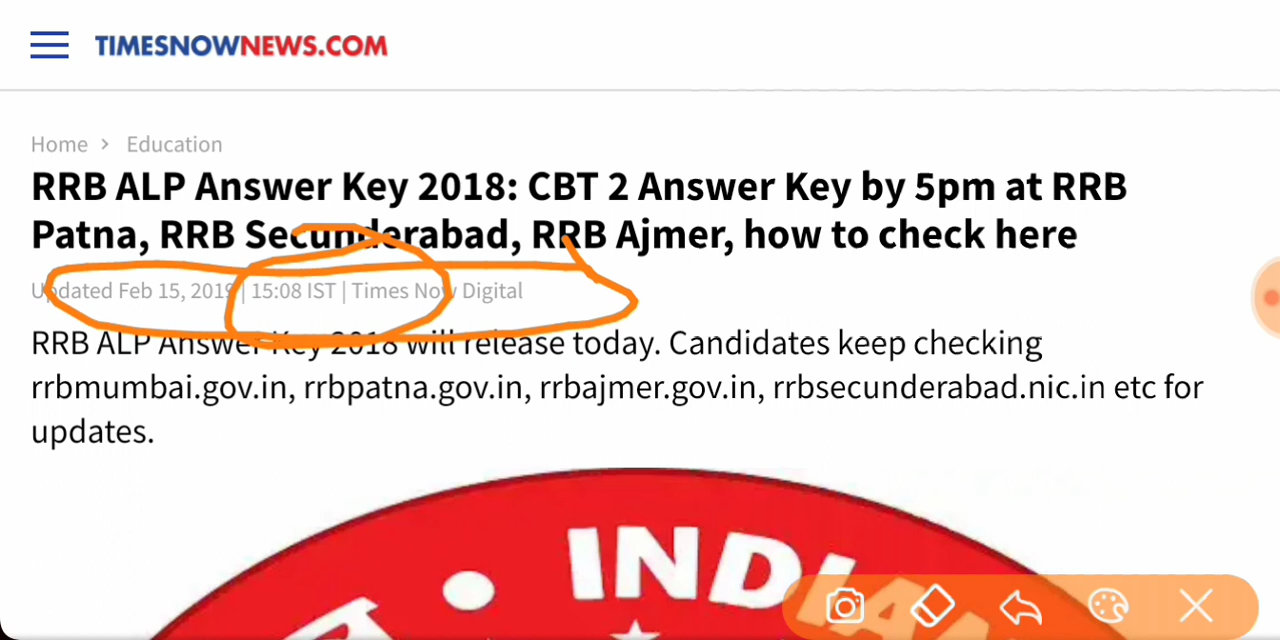 TIMESNOWNEWS.COM
Home > Education
RRB ALP Answer Key 2018: CBT 2 Answer Key by 5pm at RRB
Patna, RRB Secunderabad, RRB Ajmer, how to check here
Updated Feb 15, 2019 | 15:08 IST | Times Now Digital
RRB ALP Answer Key 2018 will release today. Candidates keep checking
rrbmumbai.gov.in, rrbpatna.gov.in, rrbajmer.gov.in, rrbsecunderabad.nic.in etc for
updates.
INDIAN